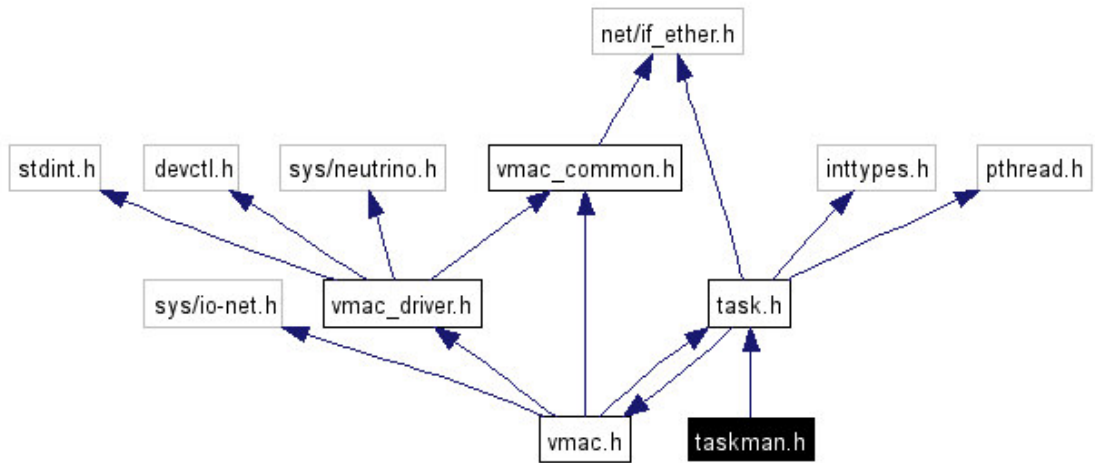 net/if_ether.h
stdint.h
devctl.h
sys/neutrino.h
vmac_common.h
inttypes.h
pthread.h
sys/io-net.h
vmac_driver.h
task.h
vmac.h
taskman.h